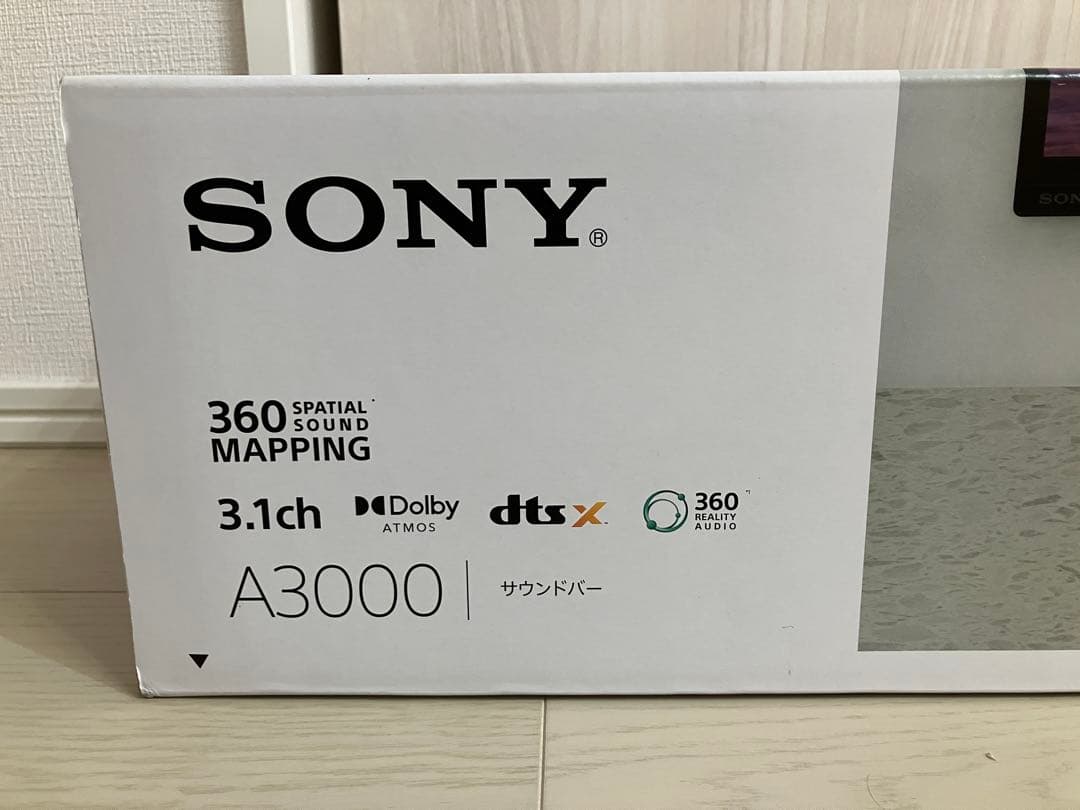 SONY®
SON
360 SPATIAL SOUND MAPPING
3.1ch Dolby ATMOS dts X 360 REALITY AUDIO
A3000 サウンドバー